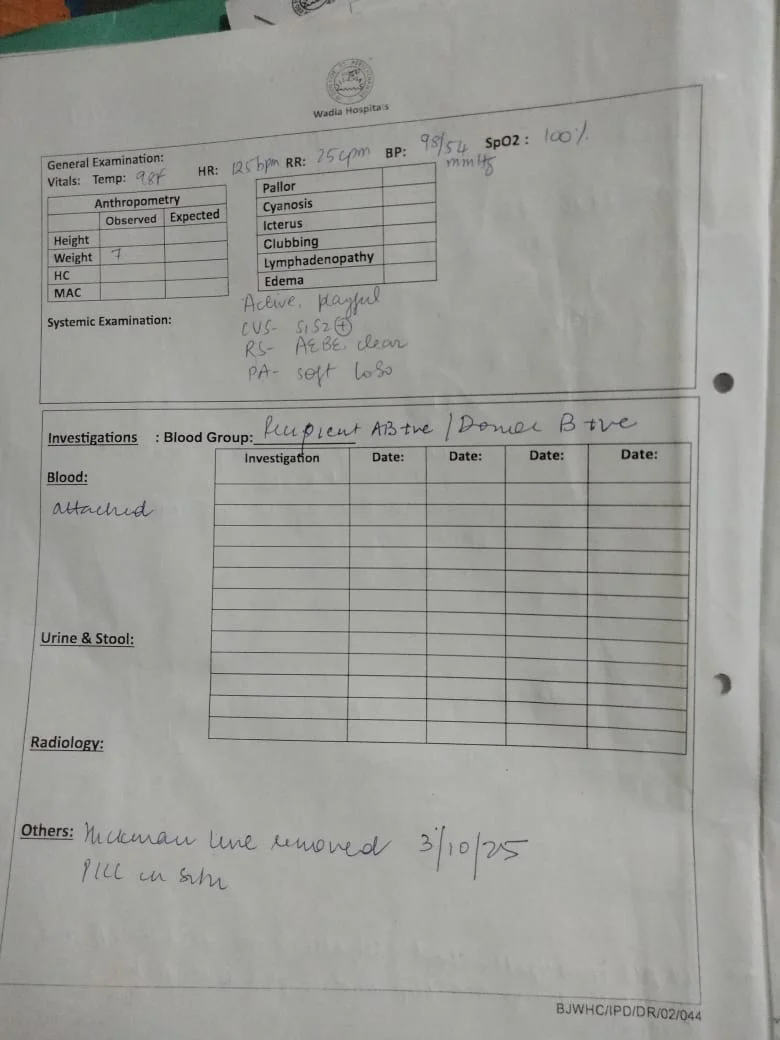 Wadia Hospitals
General Examination:
Vitals: Temp: 98f HR: 125bpm RR: 25cpm BP: 98/54 mmHg SpO2 : 100%
Anthropometry
Observed Expected
Height
Weight 7
HC
MAC
Pallor
Cyanosis
Icterus
Clubbing
Lymphadenopathy
Edema
Systemic Examination:
Active, playful
CVS- S1S2 +
RS- AEBE, clear
PA- soft
Investigations : Blood Group: Recipient AB +ve / Donor B +ve
Investigation Date: Date: Date: Date:
Blood:
attached
Urine & Stool:
Radiology:
Others: Hickman line removed 3/10/25
PICC in situ
BJWHC/IPD/DR/02/044